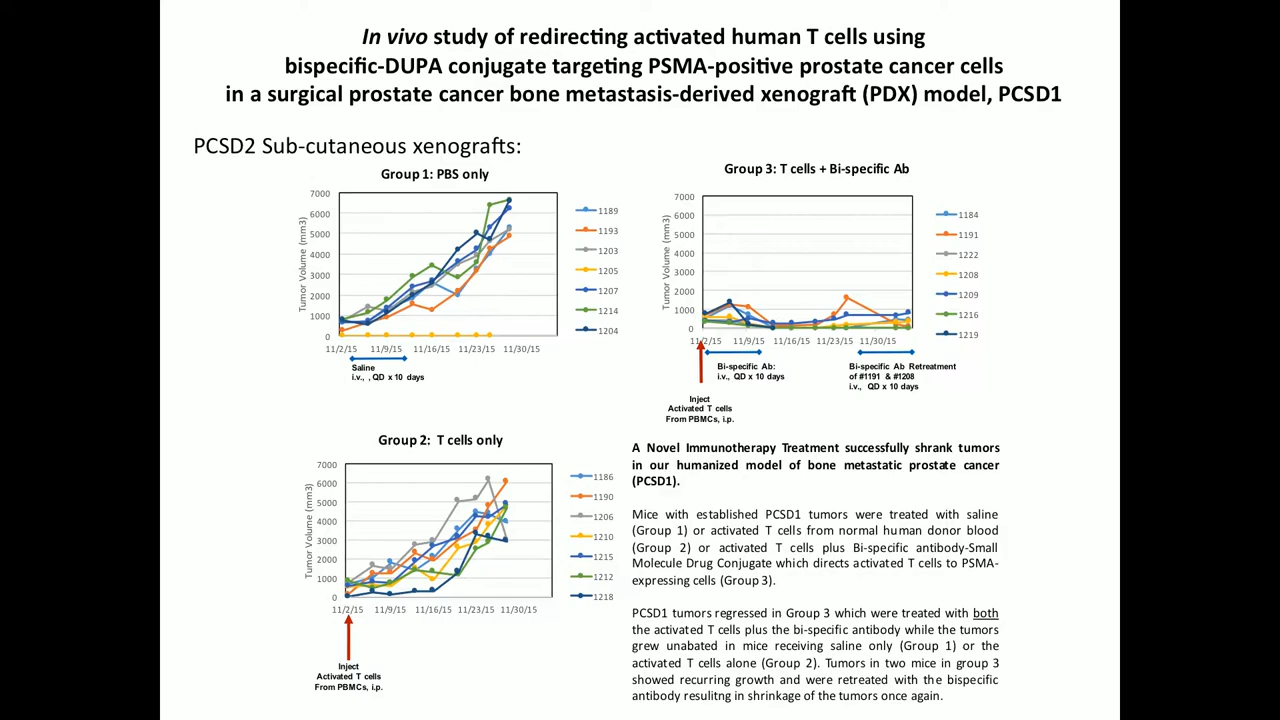 In vivo study of redirecting activated human T cells using
bispecific-DUPA conjugate targeting PSMA-positive prostate cancer cells
in a surgical prostate cancer bone metastasis-derived xenograft (PDX) model, PCSD1
PCSD2 Sub-cutaneous xenografts:
Group 1: PBS only
Tumor Volume (mm3)
7000
6000
5000
4000
3000
2000
1000
0
11/2/15 11/9/15 11/16/15 11/23/15 11/30/15
1189
1193
1203
1205
1207
1214
1204
Saline
i.v., , QD x 10 days
Group 3: T cells + Bi-specific Ab
Tumor Volume (mm3)
7000
6000
5000
4000
3000
2000
1000
0
11/2/15 11/9/15 11/16/15 11/23/15 11/30/15
1184
1191
1222
1208
1209
1216
1219
Bi-specific Ab:
i.v., QD x 10 days
Bi-specific Ab Retreatment
of #1191 & #1208
i.v., QD x 10 days
Inject
Activated T cells
From PBMCs, i.p.
Group 2: T cells only
Tumor Volume (mm3)
7000
6000
5000
4000
3000
2000
1000
0
11/2/15 11/9/15 11/16/15 11/23/15 11/30/15
1186
1190
1206
1210
1215
1212
1218
Inject
Activated T cells
From PBMCs, i.p.
A Novel Immunotherapy Treatment successfully shrank tumors
in our humanized model of bone metastatic prostate cancer
(PCSD1).
Mice with established PCSD1 tumors were treated with saline
(Group 1) or activated T cells from normal human donor blood
(Group 2) or activated T cells plus Bi-specific antibody-Small
Molecule Drug Conjugate which directs activated T cells to PSMA-
expressing cells (Group 3).
PCSD1 tumors regressed in Group 3 which were treated with both
the activated T cells plus the bi-specific antibody while the tumors
grew unabated in mice receiving saline only (Group 1) or the
activated T cells alone (Group 2). Tumors in two mice in group 3
showed recurring growth and were retreated with the bispecific
antibody resulitng in shrinkage of the tumors once again.